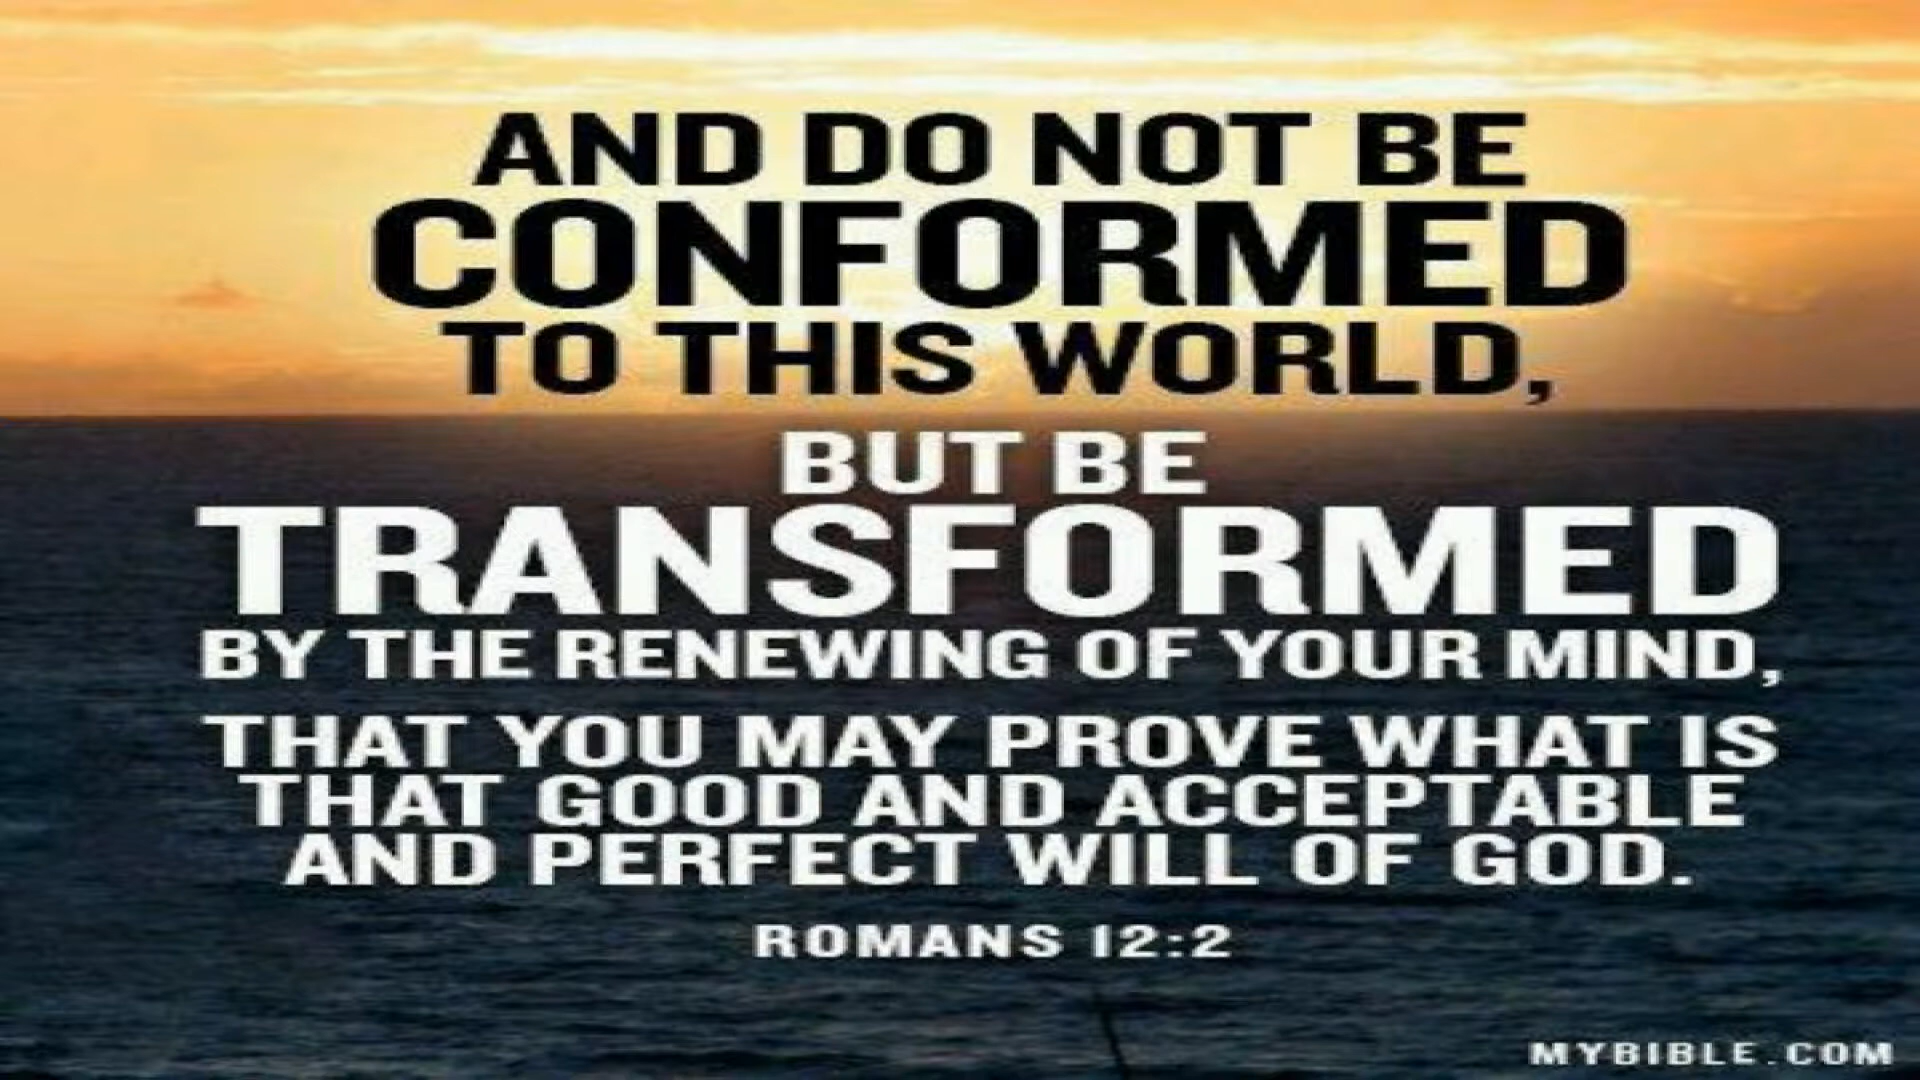 AND DO NOT BE
CONFORMED
TO THIS WORLD,
BUT BE
TRANSFORMED
BY THE RENEWING OF YOUR MIND,
THAT YOU MAY PROVE WHAT IS
THAT GOOD AND ACCEPTABLE
AND PERFECT WILL OF GOD.
ROMANS 12:2
MYBIBLE.COM